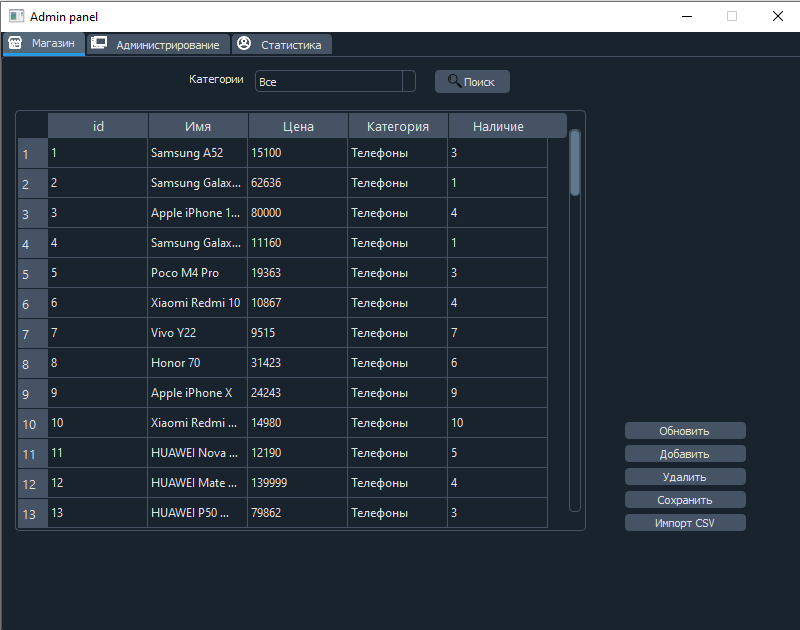 Admin panel
Магазин Администрирование Статистика
Категории Все Поиск
id Имя Цена Категория Наличие
1 1 Samsung A52 15100 Телефоны 3
2 2 Samsung Galax... 62636 Телефоны 1
3 3 Apple iPhone 1... 80000 Телефоны 4
4 4 Samsung Galax... 11160 Телефоны 1
5 5 Poco M4 Pro 19363 Телефоны 3
6 6 Xiaomi Redmi 10 10867 Телефоны 4
7 7 Vivo Y22 9515 Телефоны 7
8 8 Honor 70 31423 Телефоны 6
9 9 Apple iPhone X 24243 Телефоны 9
10 10 Xiaomi Redmi ... 14980 Телефоны 10
11 11 HUAWEI Nova ... 12190 Телефоны 5
12 12 HUAWEI Mate ... 139999 Телефоны 4
13 13 HUAWEI P50 ... 79862 Телефоны 3
Обновить
Добавить
Удалить
Сохранить
Импорт CSV